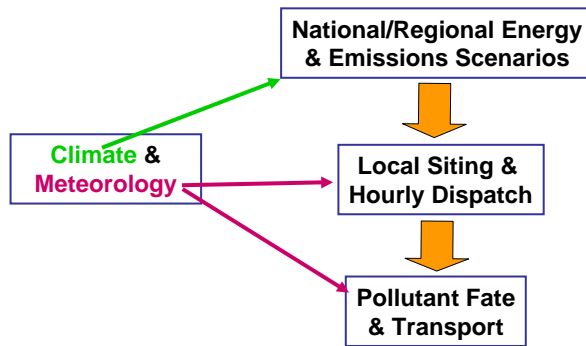 National/Regional Energy
& Emissions Scenarios
Climate &
Meteorology
Local Siting &
Hourly Dispatch
Pollutant Fate
& Transport